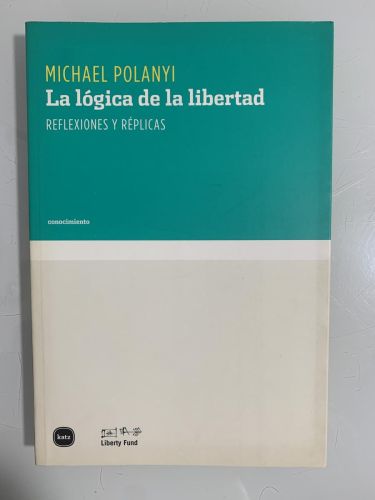 MICHAEL POLANYI
La lógica de la libertad
REFLEXIONES Y RÉPLICAS
conocimiento
katz
Liberty Fund